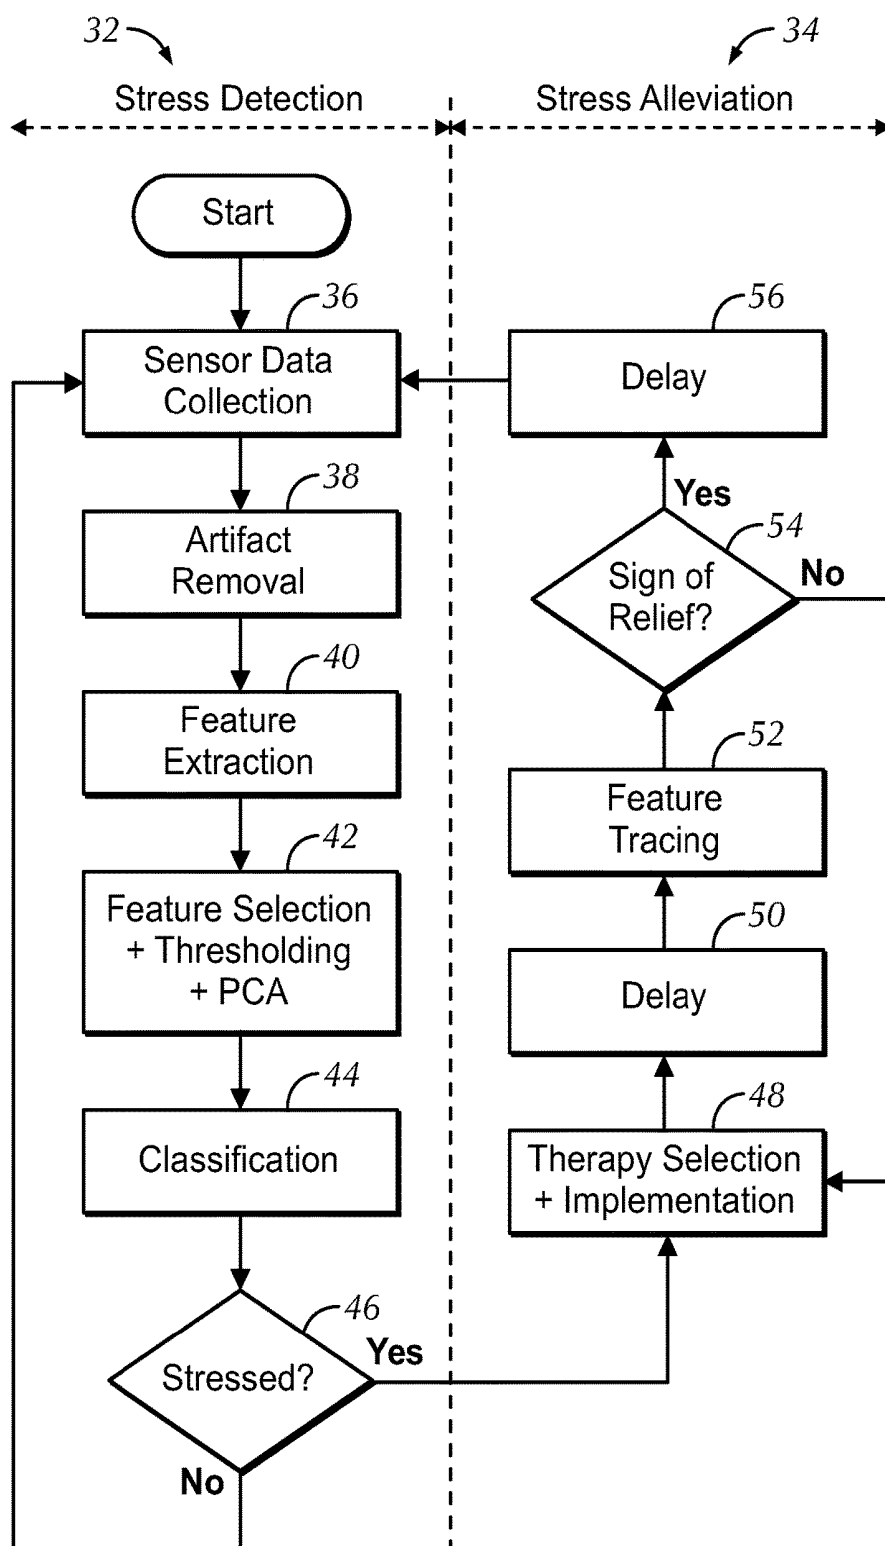 32
34
Stress Detection
Stress Alleviation
Start
36
Sensor Data
Collection
38
Artifact
Removal
40
Feature
Extraction
42
Feature Selection
+ Thresholding
+ PCA
44
Classification
46
Stressed?
Yes
No
56
Delay
Yes
54
Sign of
Relief?
No
52
Feature
Tracing
50
Delay
48
Therapy Selection
+ Implementation